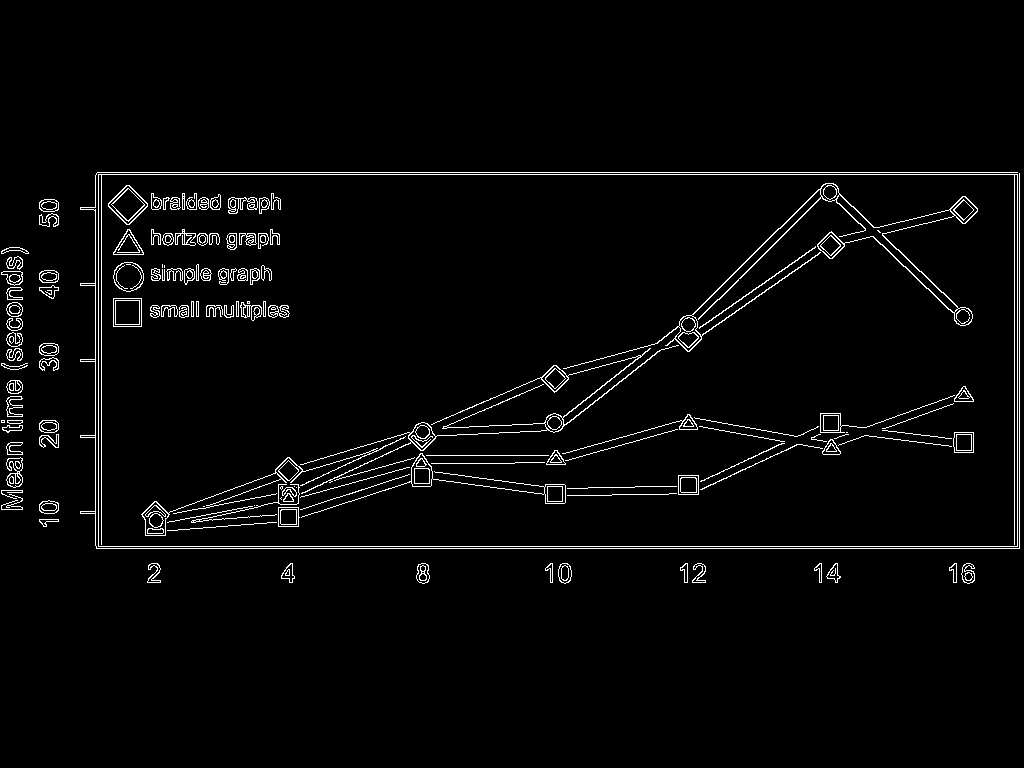 braided graph
horizon graph
simple graph
small multiples
Mean time (seconds)
50
40
30
20
10
2 4 8 10 12 14 16